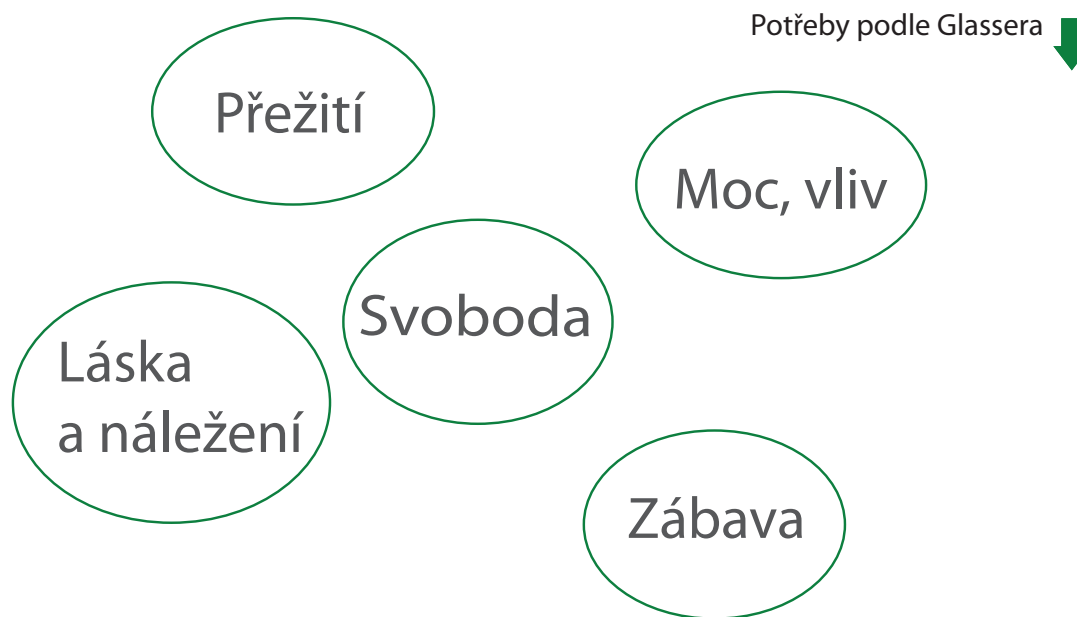 Potřeby podle Glassera
Přežití
Moc, vliv
Svoboda
Láska
a náležení
Zábava